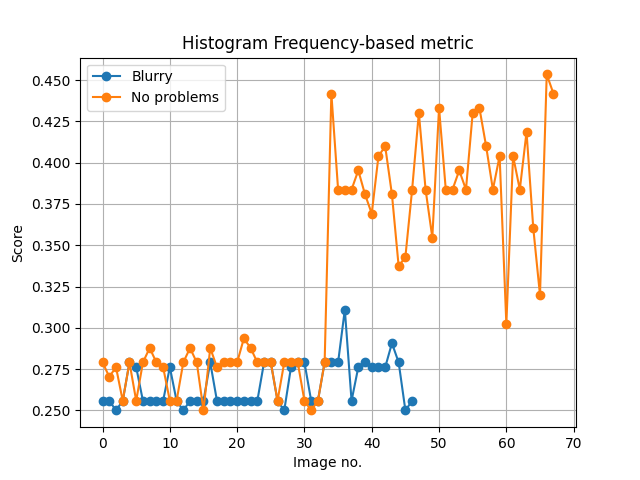 Histogram Frequency-based metric
Blurry
No problems
0.450
0.425
0.400
0.375
0.350
0.325
0.300
0.275
0.250
Score
0 10 20 30 40 50 60 70
Image no.